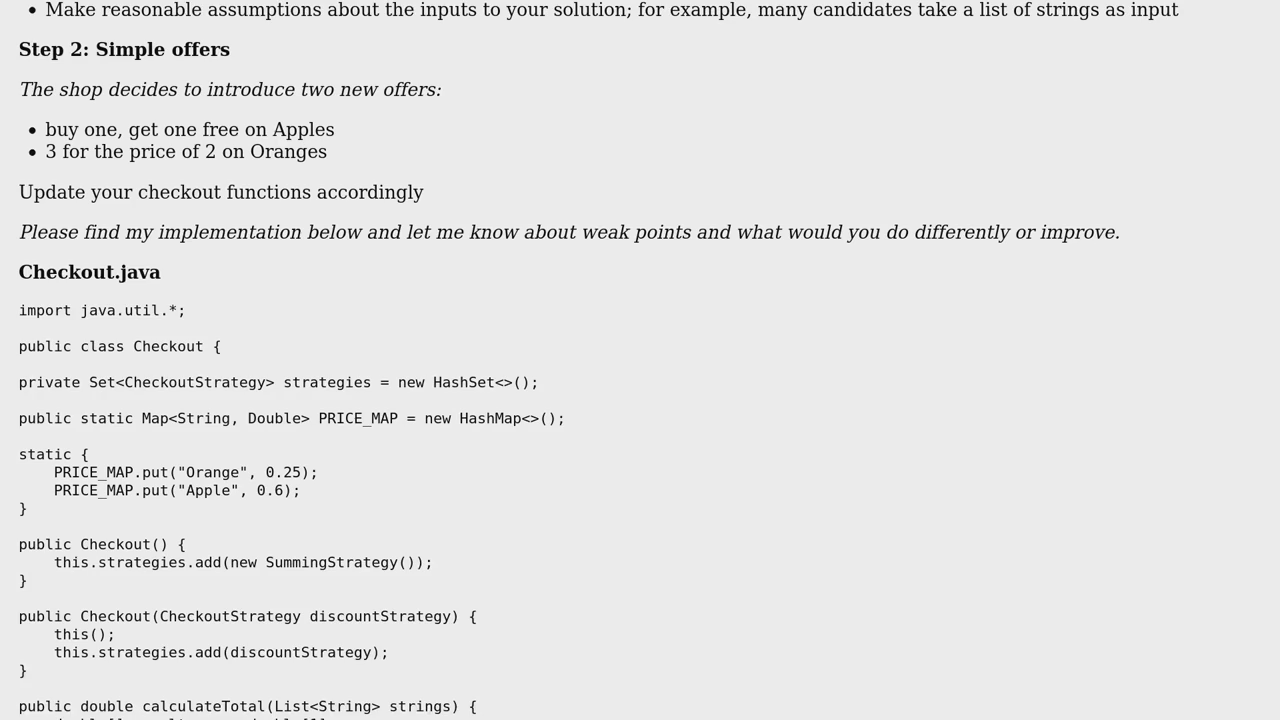 • Make reasonable assumptions about the inputs to your solution; for example, many candidates take a list of strings as input
Step 2: Simple offers
The shop decides to introduce two new offers:
• buy one, get one free on Apples
• 3 for the price of 2 on Oranges
Update your checkout functions accordingly
Please find my implementation below and let me know about weak points and what would you do differently or improve.
Checkout.java
import java.util.*;
public class Checkout {
private Set<CheckoutStrategy> strategies = new HashSet<>();
public static Map<String, Double> PRICE_MAP = new HashMap<>();
static {
    PRICE_MAP.put("Orange", 0.25);
    PRICE_MAP.put("Apple", 0.6);
}
public Checkout() {
    this.strategies.add(new SummingStrategy());
}
public Checkout(CheckoutStrategy discountStrategy) {
    this();
    this.strategies.add(discountStrategy);
}
public double calculateTotal(List<String> strings) {